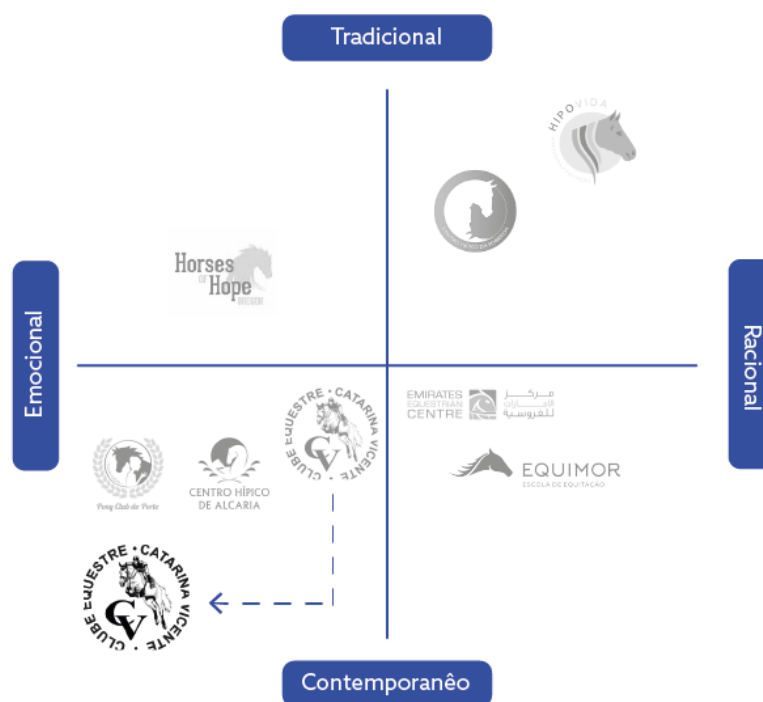 Tradicional
HIPOVIDA
Horses
OF
Hope
OREGON
Emocional
Racional
CLUBE EQUESTRE • CATARINA VICENTE •
CV
EMIRATES
EQUESTRIAN
CENTRE
مركز
الإمارات
للفروسية
Pony Club do Porto
CENTRO HÍPICO
DE ALCARIA
EQUIMOR
ESCOLA DE EQUITAÇÃO
CLUBE EQUESTRE • CATARINA VICENTE •
CV
Contemporanêo